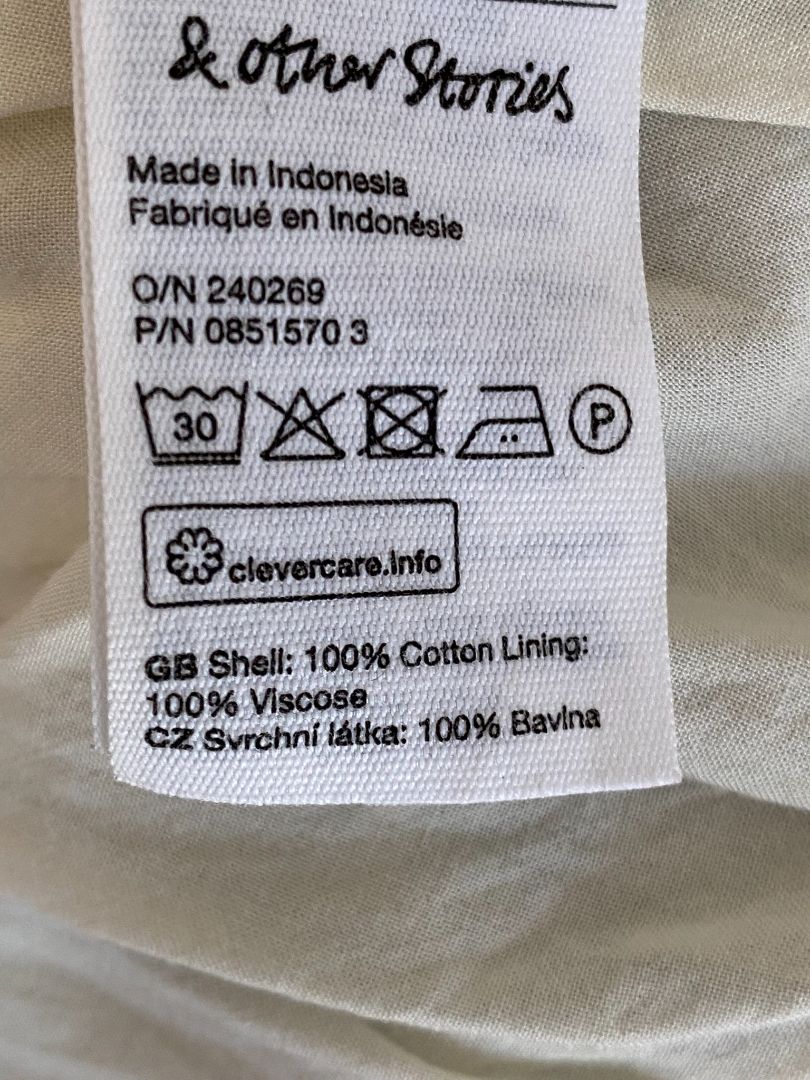 & other Stories
Made in Indonesia
Fabriqué en Indonésie
O/N 240269
P/N 0851570 3
30 P
clevercare.info
GB Shell: 100% Cotton Lining:
100% Viscose
CZ Svrchní látka: 100% Bavlna